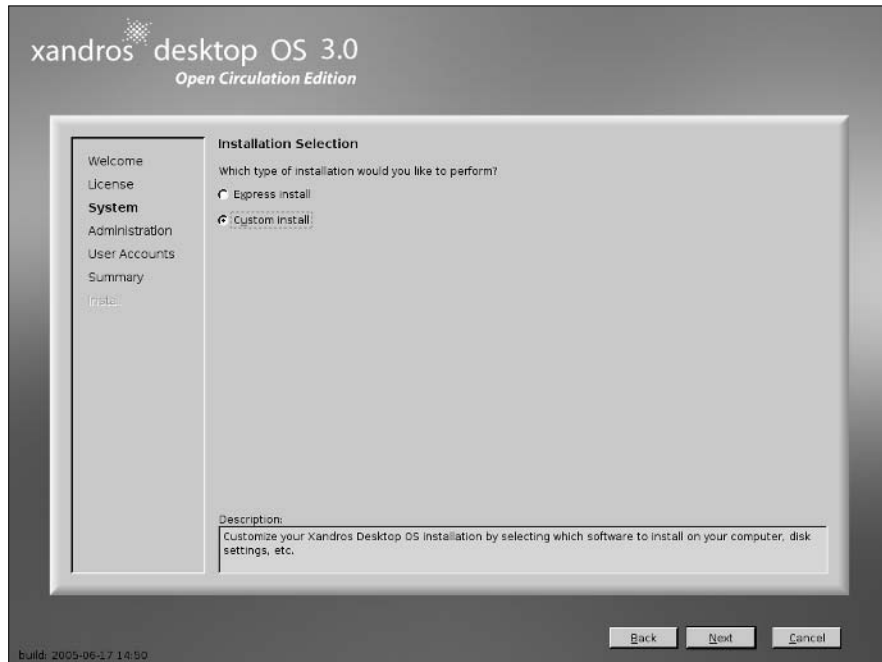 xandros desktop OS 3.0
Open Circulation Edition
Welcome
License
System
Administration
User Accounts
Summary
Install
Installation Selection
Which type of installation would you like to perform?
Express install
Custom install
Description:
Customize your Xandros Desktop OS installation by selecting which software to install on your computer, disk
settings, etc.
Back
Next
Cancel
build: 2005-06-17 14:50